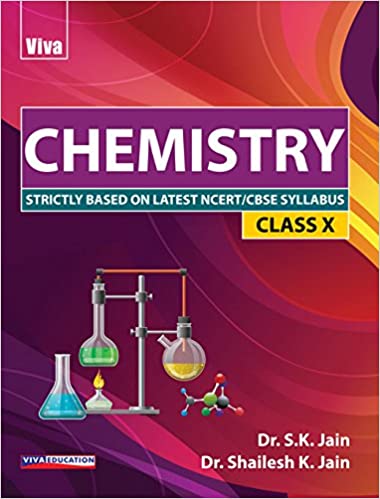 Viva
CHEMISTRY
STRICTLY BASED ON LATEST NCERT/CBSE SYLLABUS
CLASS X
Dr. S.K. Jain
Dr. Shailesh K. Jain
VIVA EDUCATION